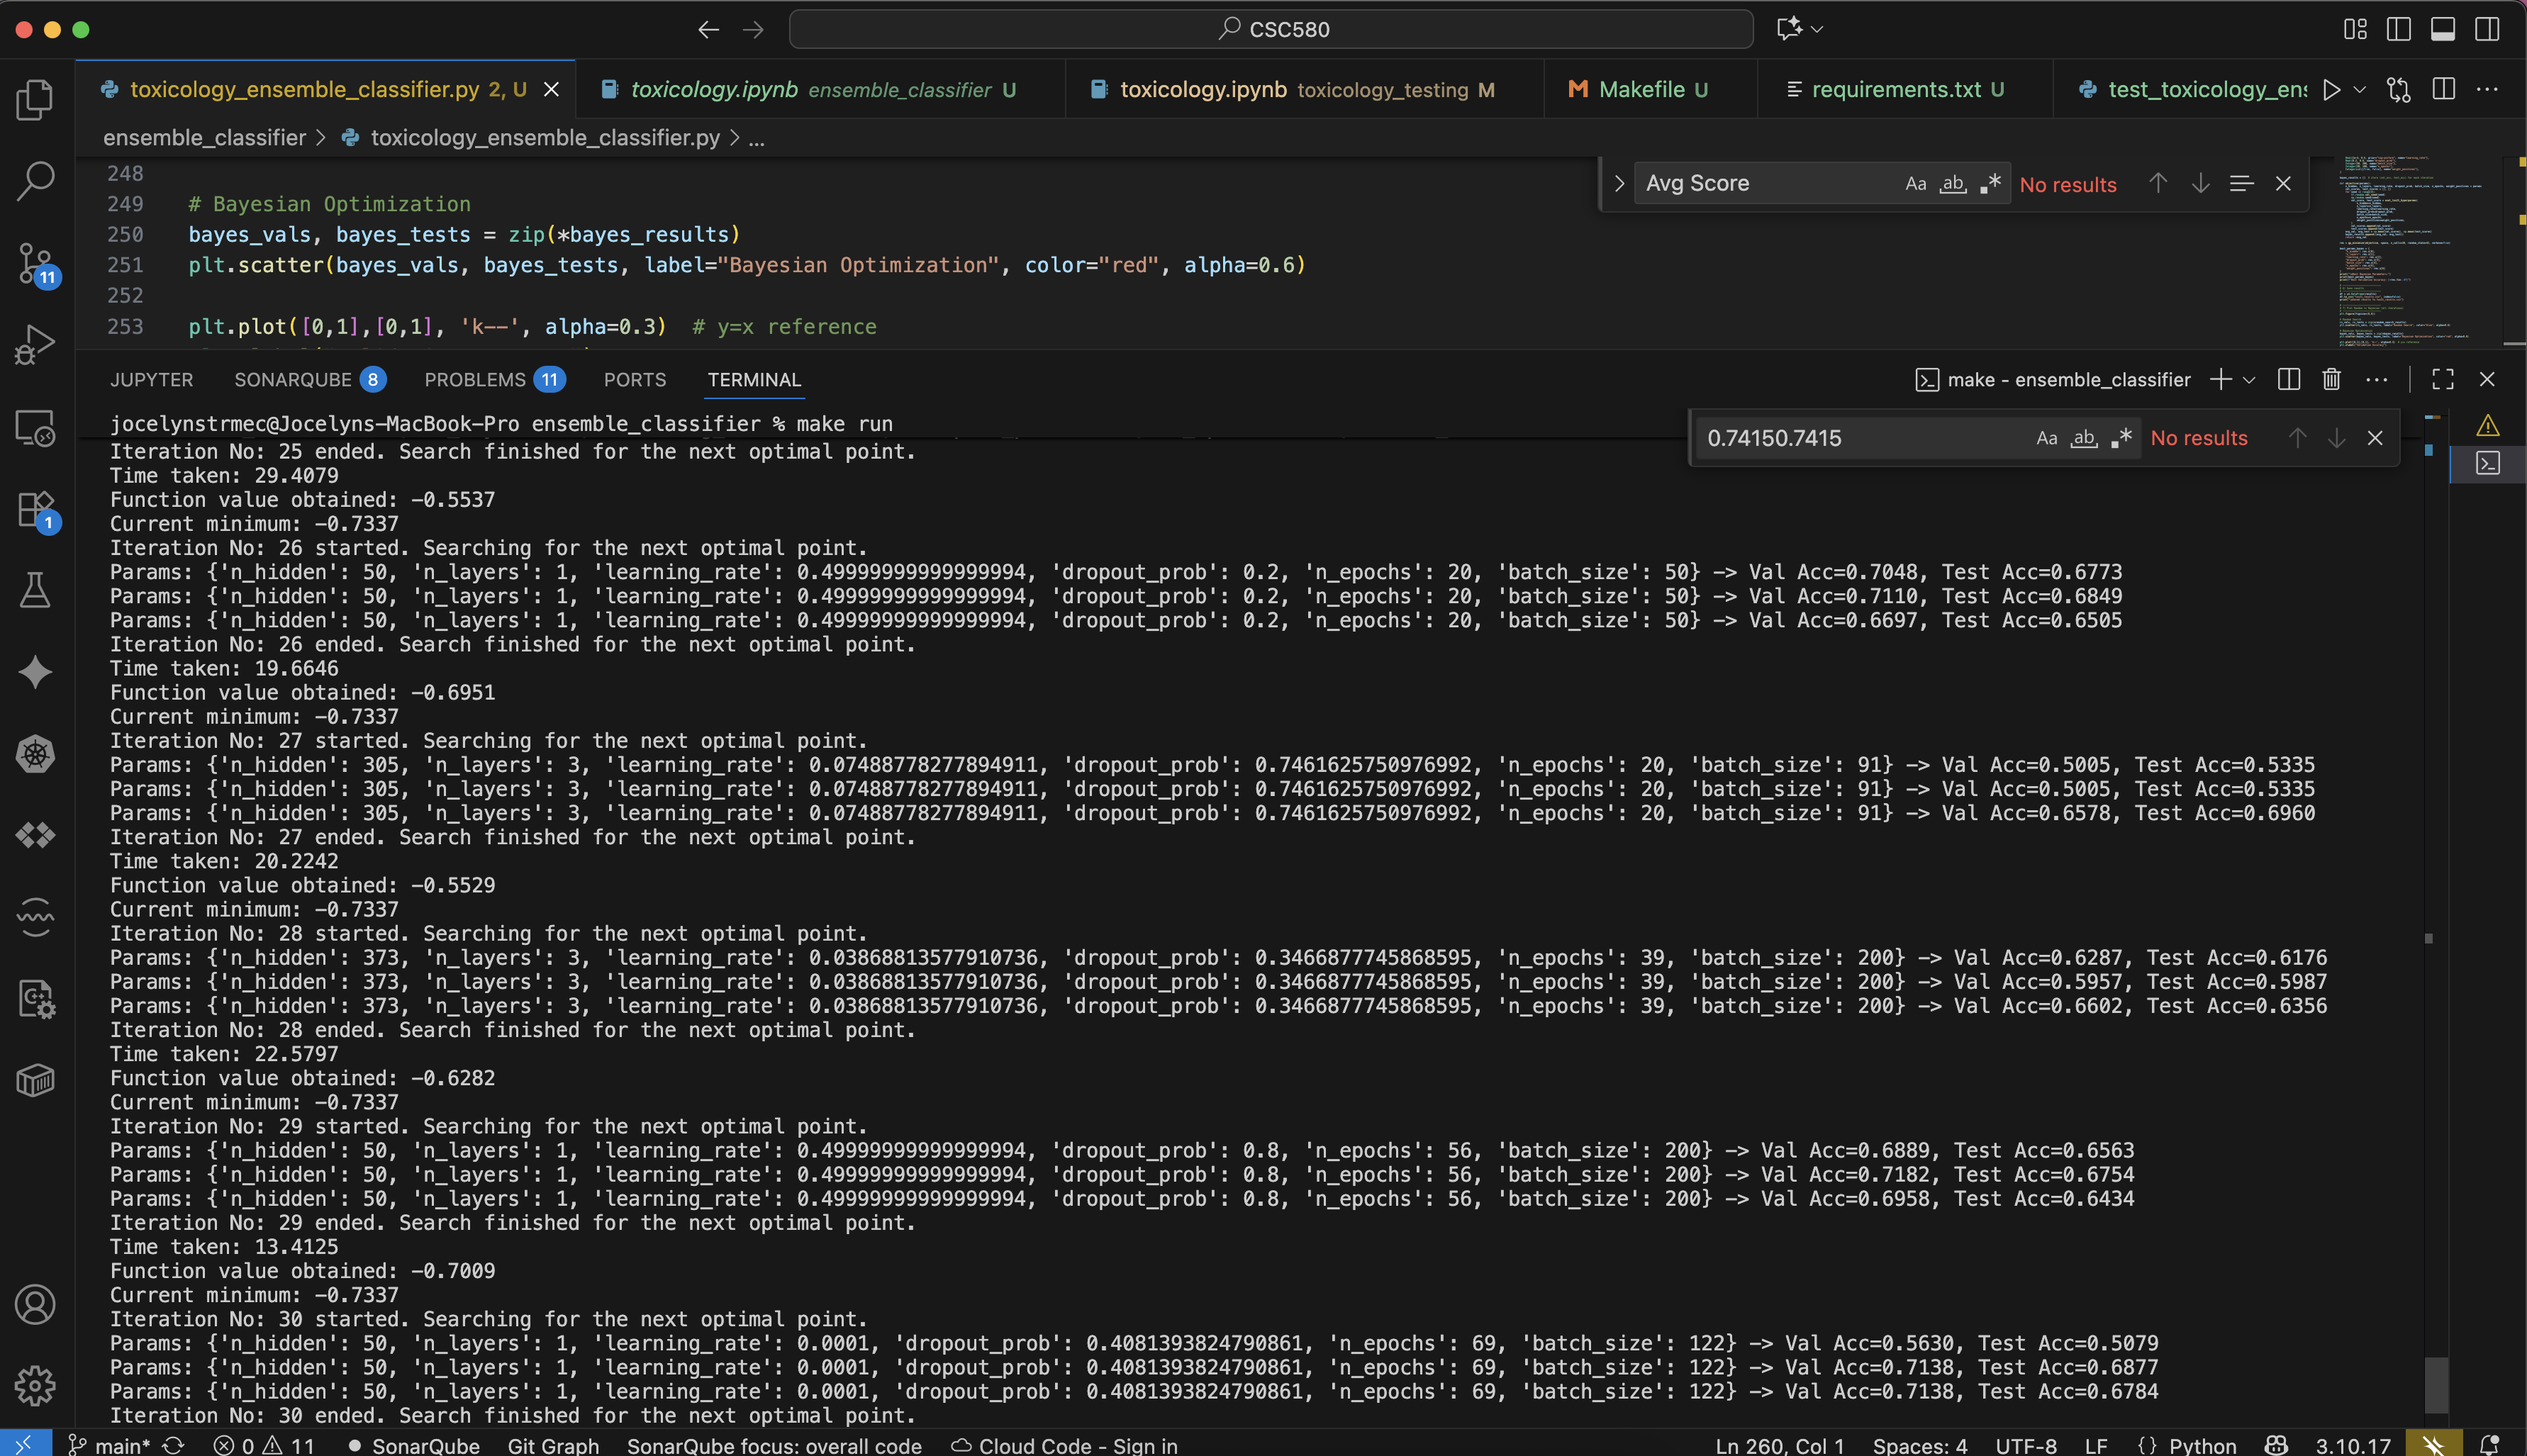 CSC580
toxicology_ensemble_classifier.py 2, U
toxicology.ipynb ensemble_classifier U
toxicology.ipynb toxicology_testing M
Makefile U
requirements.txt U
test_toxicology_ens
ensemble_classifier > toxicology_ensemble_classifier.py > ...
Avg Score
Aa ab No results
248
249 # Bayesian Optimization
250 bayes_vals, bayes_tests = zip(*bayes_results)
251 plt.scatter(bayes_vals, bayes_tests, label="Bayesian Optimization", color="red", alpha=0.6)
252
253 plt.plot([0,1],[0,1], 'k--', alpha=0.3)  # y=x reference
JUPYTER SONARQUBE 8 PROBLEMS 11 PORTS TERMINAL
make - ensemble_classifier
0.74150.7415
Aa ab No results
11
1
jocelynstrmec@Jocelyns-MacBook-Pro ensemble_classifier % make run
Iteration No: 25 ended. Search finished for the next optimal point.
Time taken: 29.4079
Function value obtained: -0.5537
Current minimum: -0.7337
Iteration No: 26 started. Searching for the next optimal point.
Params: {'n_hidden': 50, 'n_layers': 1, 'learning_rate': 0.49999999999999994, 'dropout_prob': 0.2, 'n_epochs': 20, 'batch_size': 50} -> Val Acc=0.7048, Test Acc=0.6773
Params: {'n_hidden': 50, 'n_layers': 1, 'learning_rate': 0.49999999999999994, 'dropout_prob': 0.2, 'n_epochs': 20, 'batch_size': 50} -> Val Acc=0.7110, Test Acc=0.6849
Params: {'n_hidden': 50, 'n_layers': 1, 'learning_rate': 0.49999999999999994, 'dropout_prob': 0.2, 'n_epochs': 20, 'batch_size': 50} -> Val Acc=0.6697, Test Acc=0.6505
Iteration No: 26 ended. Search finished for the next optimal point.
Time taken: 19.6646
Function value obtained: -0.6951
Current minimum: -0.7337
Iteration No: 27 started. Searching for the next optimal point.
Params: {'n_hidden': 305, 'n_layers': 3, 'learning_rate': 0.07488778277894911, 'dropout_prob': 0.7461625750976992, 'n_epochs': 20, 'batch_size': 91} -> Val Acc=0.5005, Test Acc=0.5335
Params: {'n_hidden': 305, 'n_layers': 3, 'learning_rate': 0.07488778277894911, 'dropout_prob': 0.7461625750976992, 'n_epochs': 20, 'batch_size': 91} -> Val Acc=0.5005, Test Acc=0.5335
Params: {'n_hidden': 305, 'n_layers': 3, 'learning_rate': 0.07488778277894911, 'dropout_prob': 0.7461625750976992, 'n_epochs': 20, 'batch_size': 91} -> Val Acc=0.6578, Test Acc=0.6960
Iteration No: 27 ended. Search finished for the next optimal point.
Time taken: 20.2242
Function value obtained: -0.5529
Current minimum: -0.7337
Iteration No: 28 started. Searching for the next optimal point.
Params: {'n_hidden': 373, 'n_layers': 3, 'learning_rate': 0.03868813577910736, 'dropout_prob': 0.3466877745868595, 'n_epochs': 39, 'batch_size': 200} -> Val Acc=0.6287, Test Acc=0.6176
Params: {'n_hidden': 373, 'n_layers': 3, 'learning_rate': 0.03868813577910736, 'dropout_prob': 0.3466877745868595, 'n_epochs': 39, 'batch_size': 200} -> Val Acc=0.5957, Test Acc=0.5987
Params: {'n_hidden': 373, 'n_layers': 3, 'learning_rate': 0.03868813577910736, 'dropout_prob': 0.3466877745868595, 'n_epochs': 39, 'batch_size': 200} -> Val Acc=0.6602, Test Acc=0.6356
Iteration No: 28 ended. Search finished for the next optimal point.
Time taken: 22.5797
Function value obtained: -0.6282
Current minimum: -0.7337
Iteration No: 29 started. Searching for the next optimal point.
Params: {'n_hidden': 50, 'n_layers': 1, 'learning_rate': 0.49999999999999994, 'dropout_prob': 0.8, 'n_epochs': 56, 'batch_size': 200} -> Val Acc=0.6889, Test Acc=0.6563
Params: {'n_hidden': 50, 'n_layers': 1, 'learning_rate': 0.49999999999999994, 'dropout_prob': 0.8, 'n_epochs': 56, 'batch_size': 200} -> Val Acc=0.7182, Test Acc=0.6754
Params: {'n_hidden': 50, 'n_layers': 1, 'learning_rate': 0.49999999999999994, 'dropout_prob': 0.8, 'n_epochs': 56, 'batch_size': 200} -> Val Acc=0.6958, Test Acc=0.6434
Iteration No: 29 ended. Search finished for the next optimal point.
Time taken: 13.4125
Function value obtained: -0.7009
Current minimum: -0.7337
Iteration No: 30 started. Searching for the next optimal point.
Params: {'n_hidden': 50, 'n_layers': 1, 'learning_rate': 0.0001, 'dropout_prob': 0.4081393824790861, 'n_epochs': 69, 'batch_size': 122} -> Val Acc=0.5630, Test Acc=0.5079
Params: {'n_hidden': 50, 'n_layers': 1, 'learning_rate': 0.0001, 'dropout_prob': 0.4081393824790861, 'n_epochs': 69, 'batch_size': 122} -> Val Acc=0.7138, Test Acc=0.6877
Params: {'n_hidden': 50, 'n_layers': 1, 'learning_rate': 0.0001, 'dropout_prob': 0.4081393824790861, 'n_epochs': 69, 'batch_size': 122} -> Val Acc=0.7138, Test Acc=0.6784
Iteration No: 30 ended. Search finished for the next optimal point.
main* 0 11 SonarQube Git Graph SonarQube focus: overall code Cloud Code - Sign in Ln 260, Col 1 Spaces: 4 UTF-8 LF {} Python 3.10.17